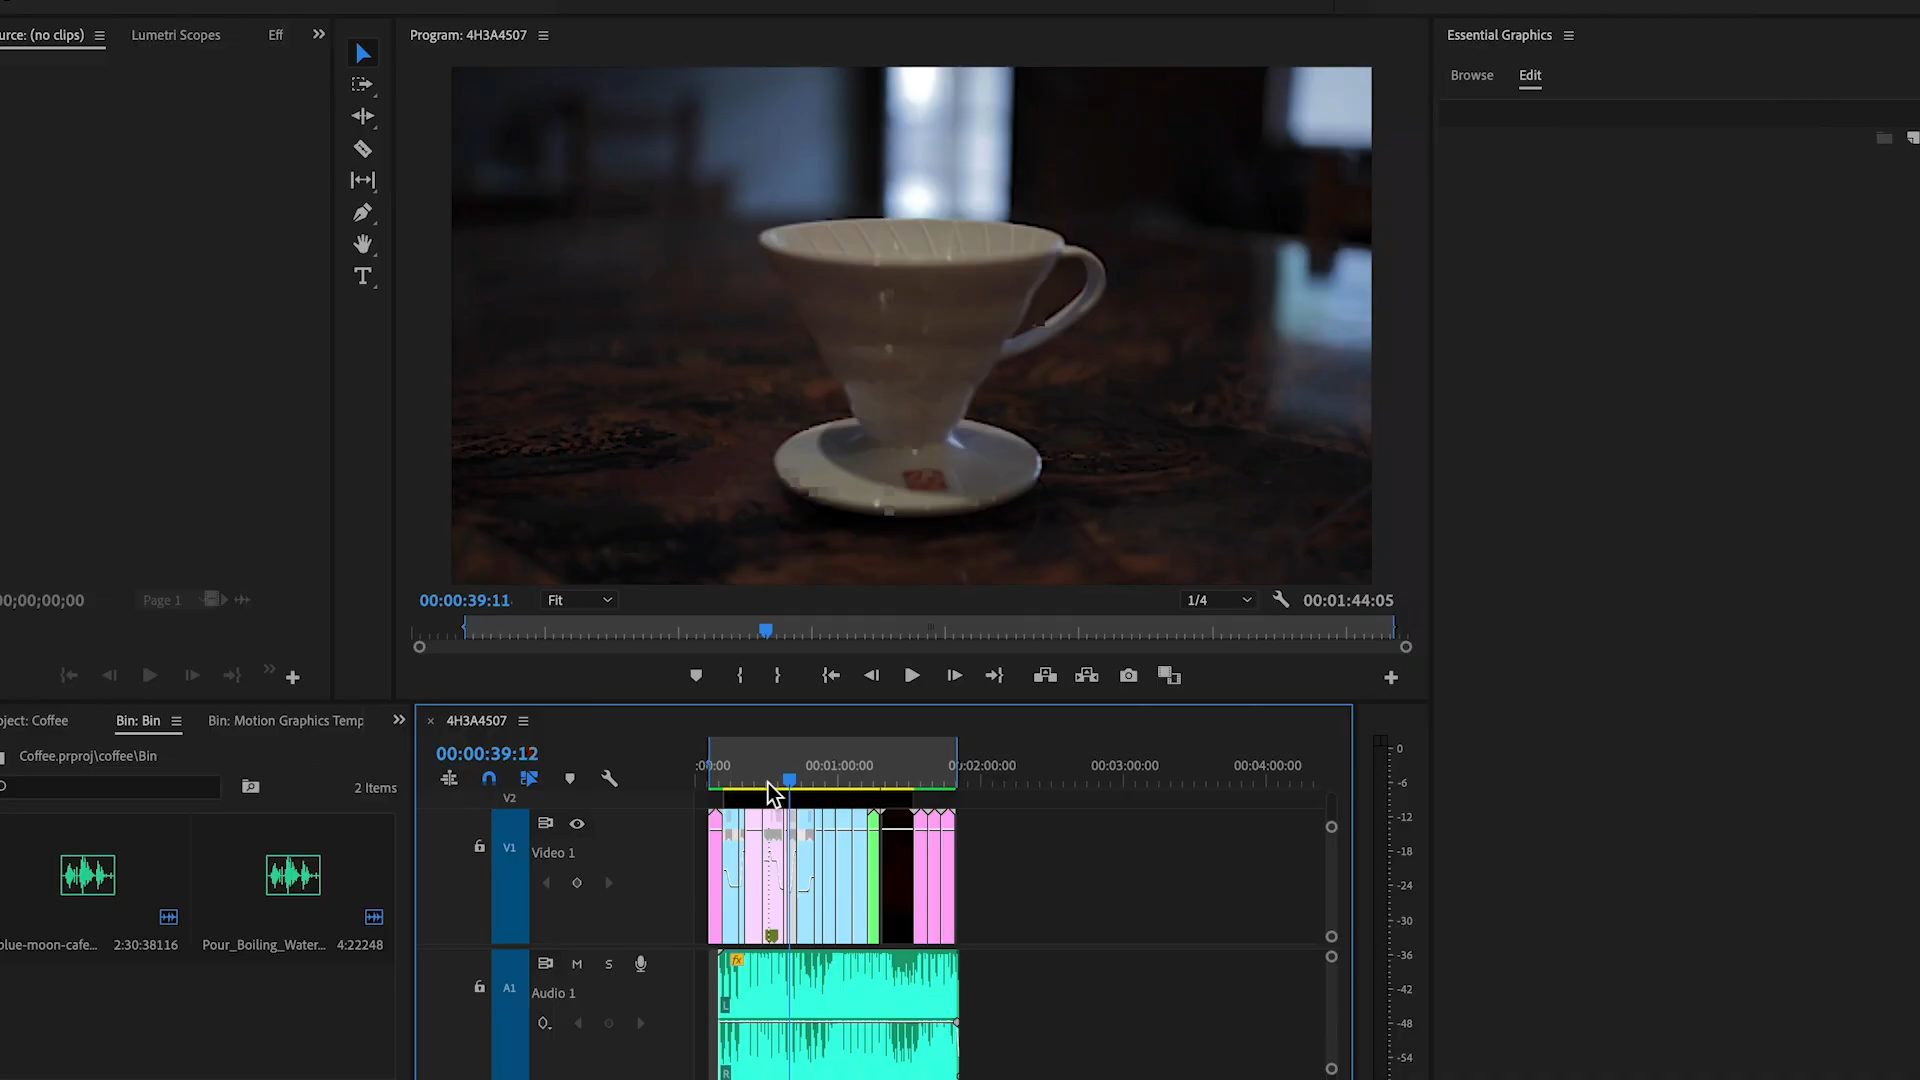 urce: (no clips)
Lumetri Scopes
Eff
Program: 4H3A4507
Essential Graphics
Browse
Edit
T
00;00;00;00
Page 1
00:00:39:11
Fit
1/4
00:01:44:05
oject: Coffee
Bin: Bin
Bin: Motion Graphics Temp
4H3A4507
Coffee.prproj\coffee\Bin
2 Items
blue-moon-cafe...
2:30:38116
Pour_Boiling_Water...
4:22248
00:00:39:12
:00:00
00:01:00:00
00:02:00:00
00:03:00:00
00:04:00:00
V2
V1
Video 1
A1
M
S
Audio 1
fx
L
R
0
-6
-12
-18
-24
-30
-36
-42
-48
-54